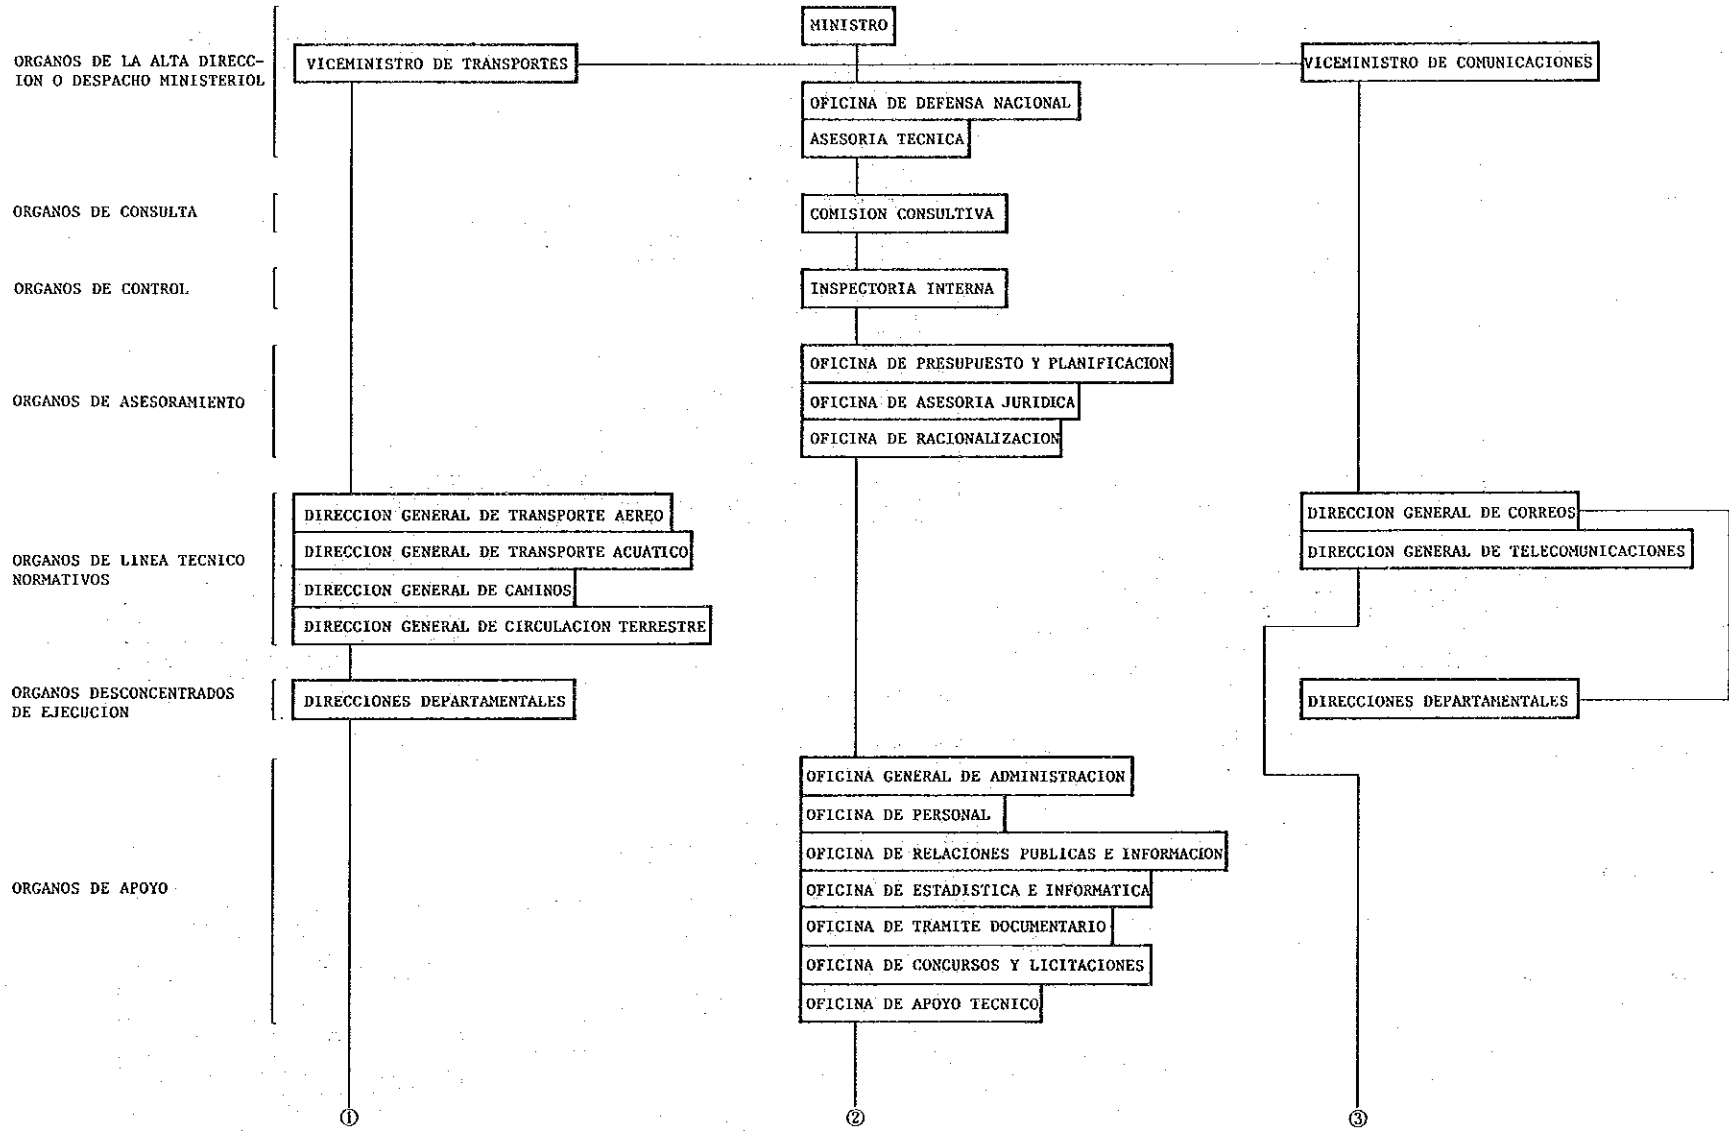 MINISTRO
ORGANOS DE LA ALTA DIRECC-
ION O DESPACHO MINISTERIOL
VICEMINISTRO DE TRANSPORTES
VICEMINISTRO DE COMUNICACIONES
OFICINA DE DEFENSA NACIONAL
ASESORIA TECNICA
ORGANOS DE CONSULTA
COMISION CONSULTIVA
ORGANOS DE CONTROL
INSPECTORIA INTERNA
ORGANOS DE ASESORAMIENTO
OFICINA DE PRESUPUESTO Y PLANIFICACION
OFICINA DE ASESORIA JURIDICA
OFICINA DE RACIONALIZACION
ORGANOS DE LINEA TECNICO
NORMATIVOS
DIRECCION GENERAL DE TRANSPORTE AEREO
DIRECCION GENERAL DE TRANSPORTE ACUATICO
DIRECCION GENERAL DE CAMINOS
DIRECCION GENERAL DE CIRCULACION TERRESTRE
DIRECCION GENERAL DE CORREOS
DIRECCION GENERAL DE TELECOMUNICACIONES
ORGANOS DESCONCENTRADOS
DE EJECUCION
DIRECCIONES DEPARTAMENTALES
DIRECCIONES DEPARTAMENTALES
ORGANOS DE APOYO
OFICINA GENERAL DE ADMINISTRACION
OFICINA DE PERSONAL
OFICINA DE RELACIONES PUBLICAS E INFORMACION
OFICINA DE ESTADISTICA E INFORMATICA
OFICINA DE TRAMITE DOCUMENTARIO
OFICINA DE CONCURSOS Y LICITACIONES
OFICINA DE APOYO TECNICO
①
②
③